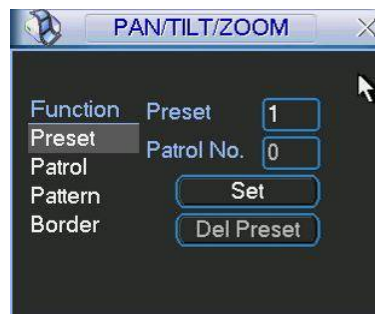 PAN/TILT/ZOOM
Function
Preset
Patrol
Pattern
Border
Preset 1
Patrol No. 0
Set
Del Preset